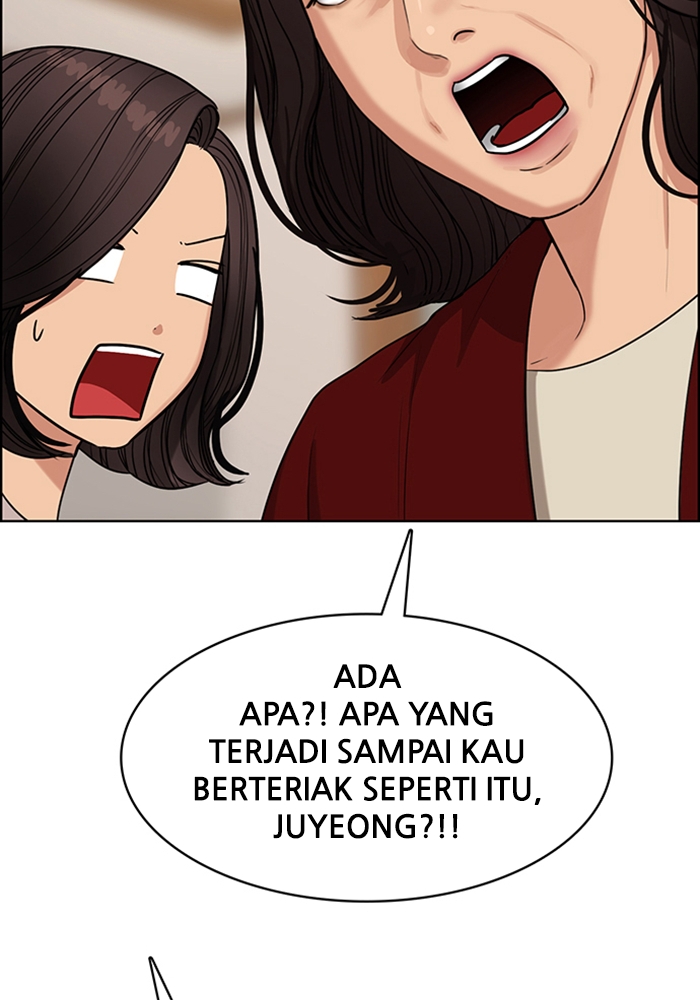 ADA
APA?! APA YANG
TERJADI SAMPAI KAU
BERTERIAK SEPERTI ITU,
JUYEONG?!!